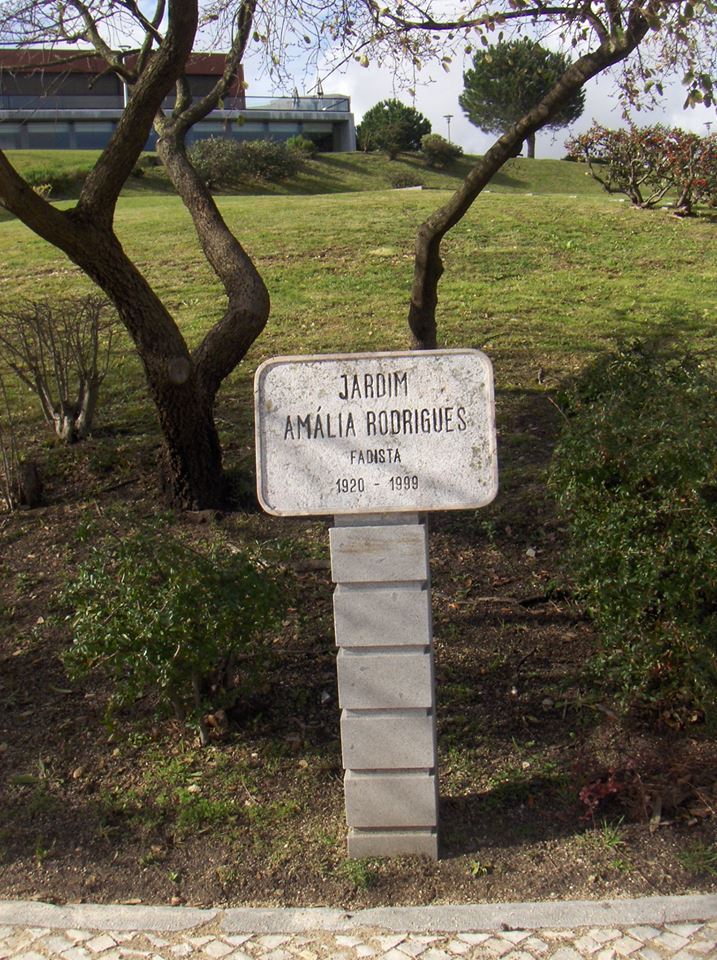 JARDIM
AMÁLIA RODRIGUES
FADISTA
1920 - 1999